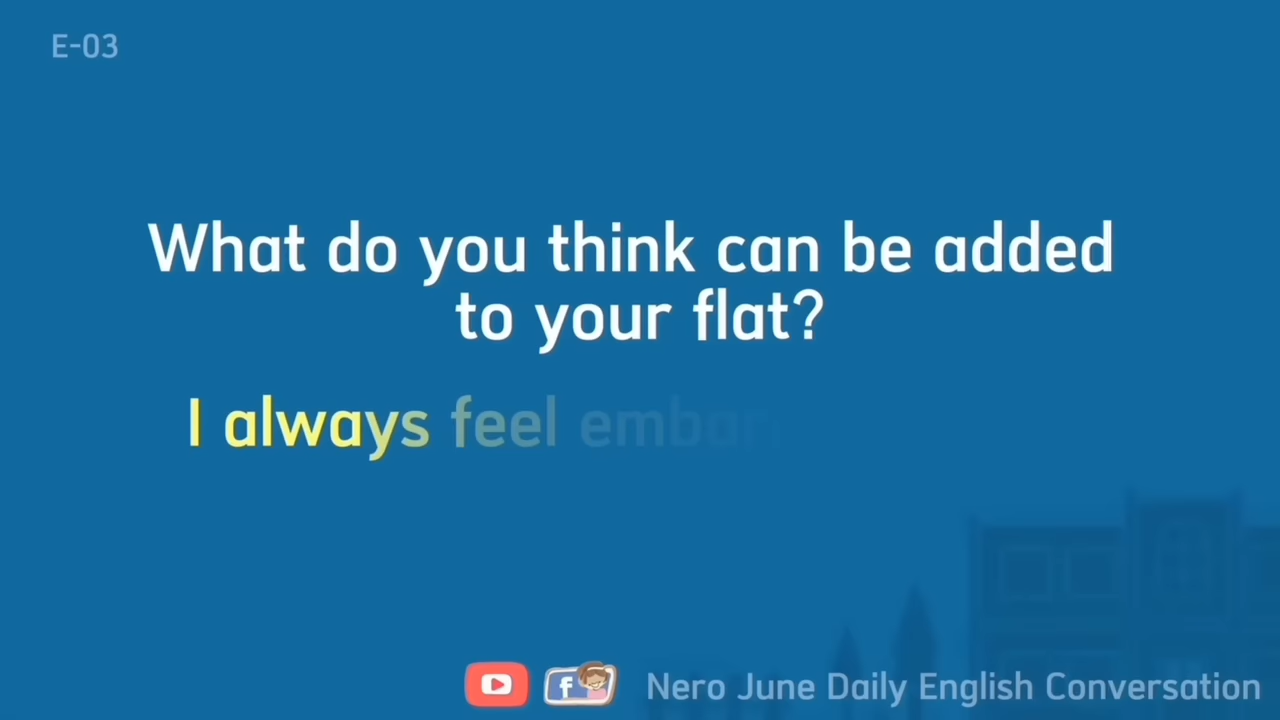 E-03
What do you think can be added
to your flat?
I always feel
Nero June Daily English Conversation